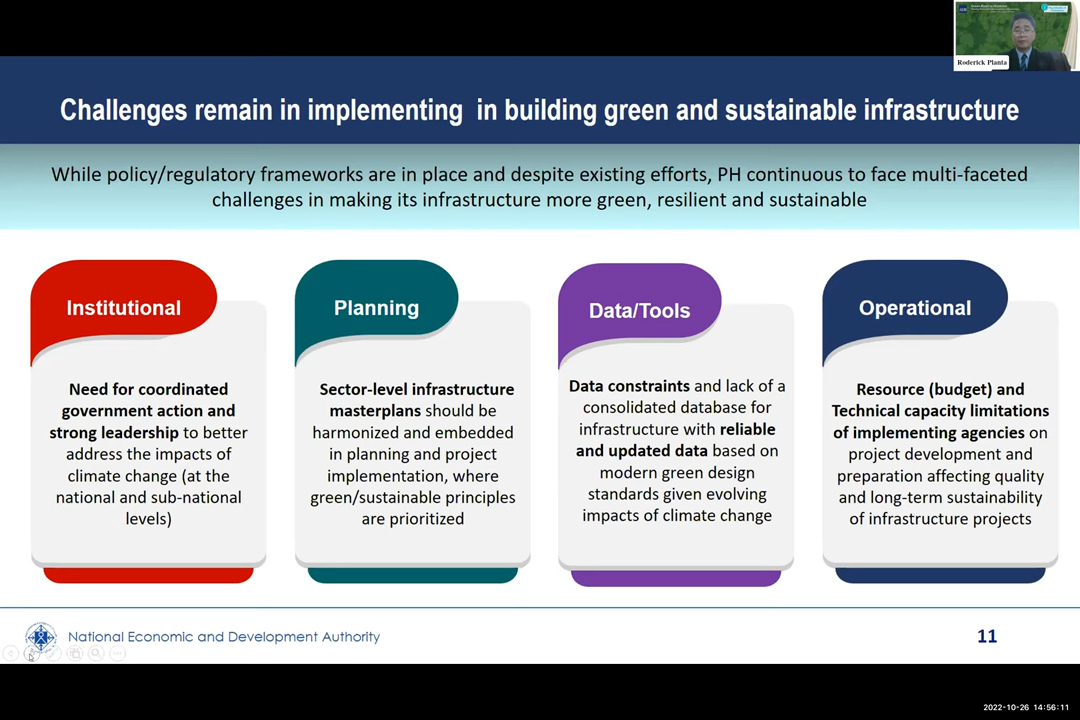 Roderick Planta
Challenges remain in implementing  in building green and sustainable infrastructure
While policy/regulatory frameworks are in place and despite existing efforts, PH continuous to face multi-faceted
challenges in making its infrastructure more green, resilient and sustainable
Institutional
Need for coordinated
government action and
strong leadership to better
address the impacts of
climate change (at the
national and sub-national
levels)
Planning
Sector-level infrastructure
masterplans should be
harmonized and embedded
in planning and project
implementation, where
green/sustainable principles
are prioritized
Data/Tools
Data constraints and lack of a
consolidated database for
infrastructure with reliable
and updated data based on
modern green design
standards given evolving
impacts of climate change
Operational
Resource (budget) and
Technical capacity limitations
of implementing agencies on
project development and
preparation affecting quality
and long-term sustainability
of infrastructure projects
National Economic and Development Authority
11
2022-10-26 14:56:11